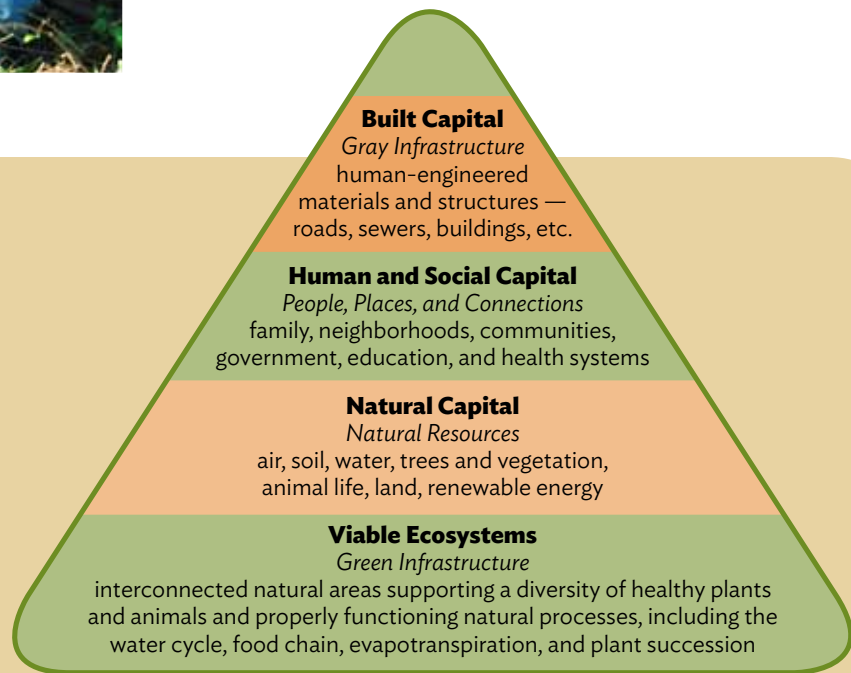 Built Capital
Gray Infrastructure
human-engineered
materials and structures —
roads, sewers, buildings, etc.
Human and Social Capital
People, Places, and Connections
family, neighborhoods, communities,
government, education, and health systems
Natural Capital
Natural Resources
air, soil, water, trees and vegetation,
animal life, land, renewable energy
Viable Ecosystems
Green Infrastructure
interconnected natural areas supporting a diversity of healthy plants
and animals and properly functioning natural processes, including the
water cycle, food chain, evapotranspiration, and plant succession